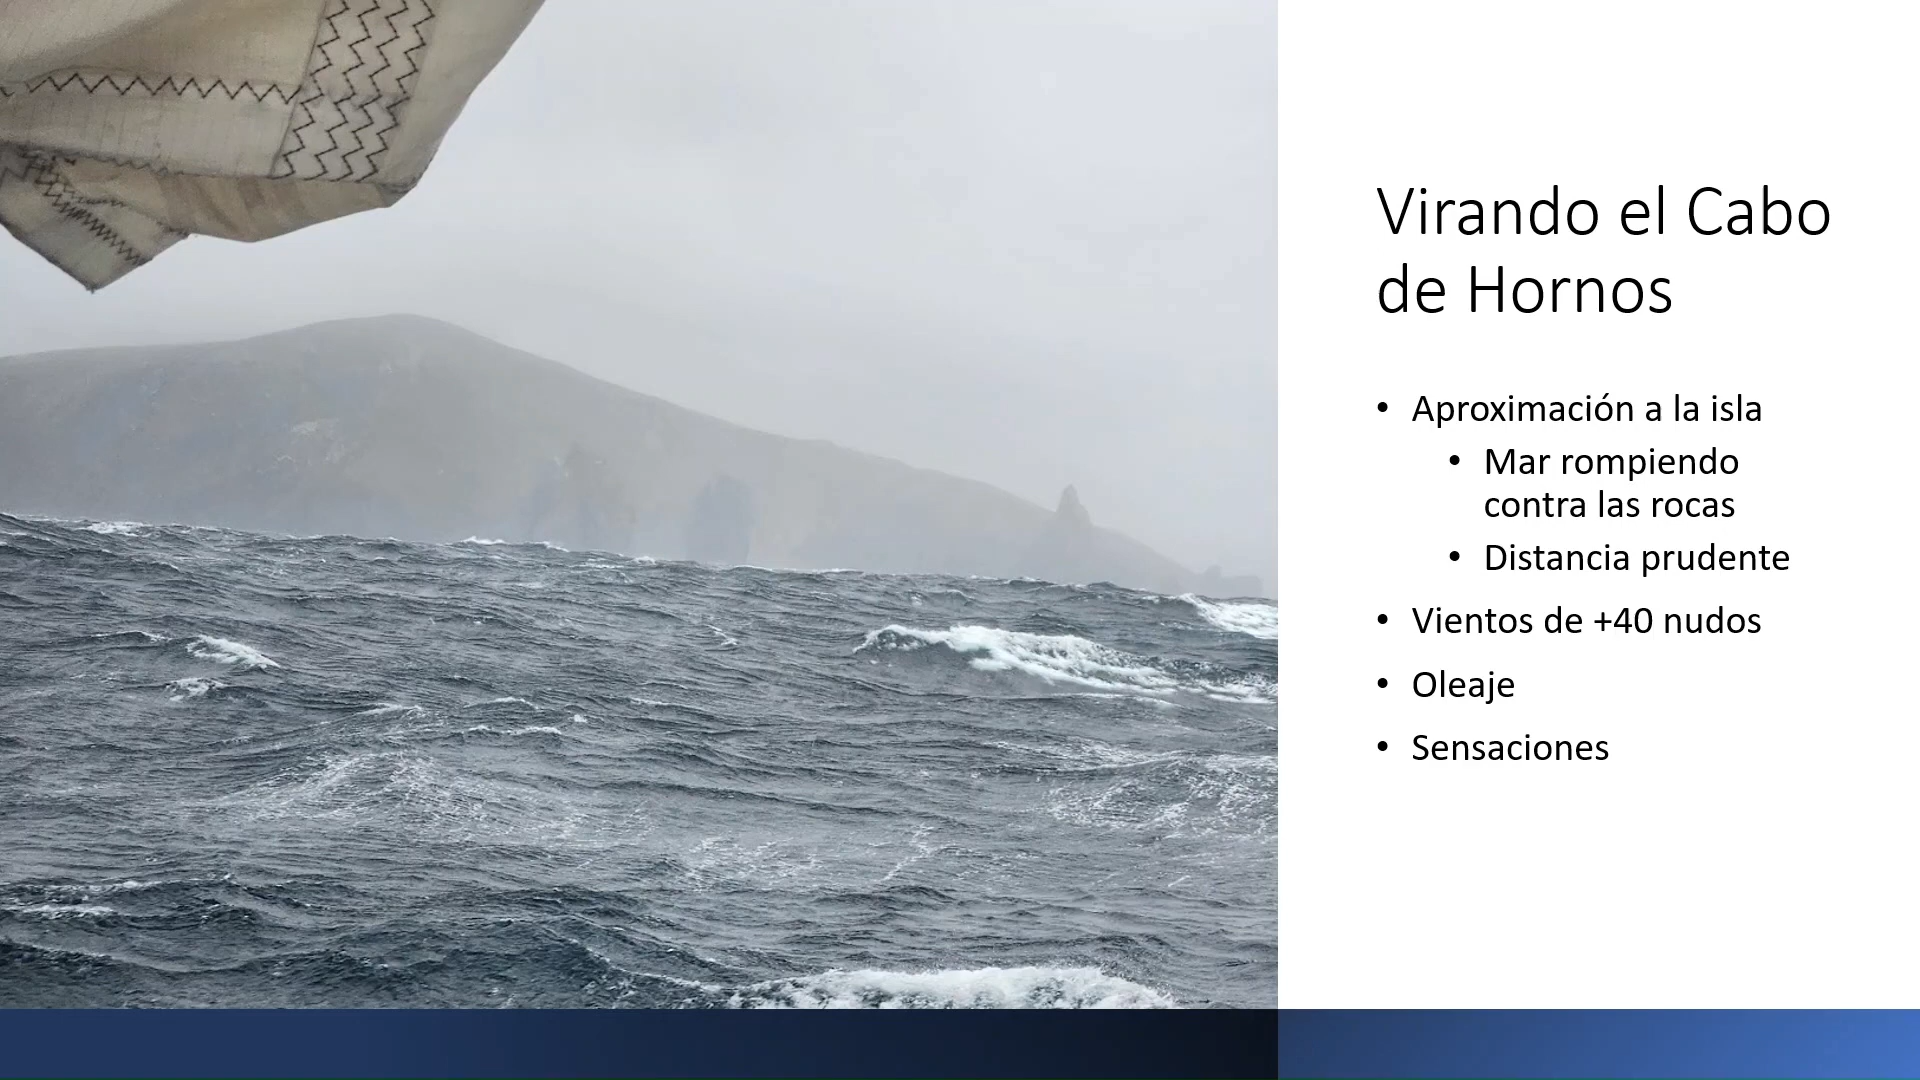 Virando el Cabo
de Hornos
• Aproximación a la isla
• Mar rompiendo
contra las rocas
• Distancia prudente
• Vientos de +40 nudos
• Oleaje
• Sensaciones